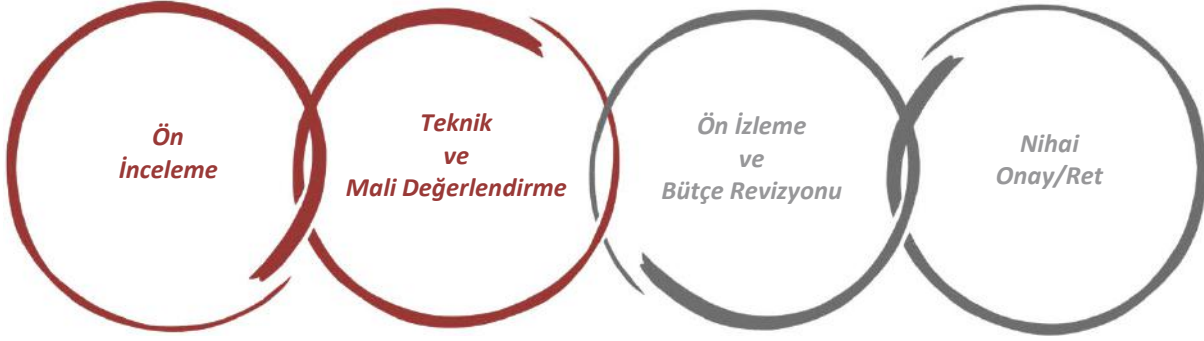 Ön
İnceleme
Teknik
ve
Mali Değerlendirme
Ön İzleme
ve
Bütçe Revizyonu
Nihai
Onay/Ret